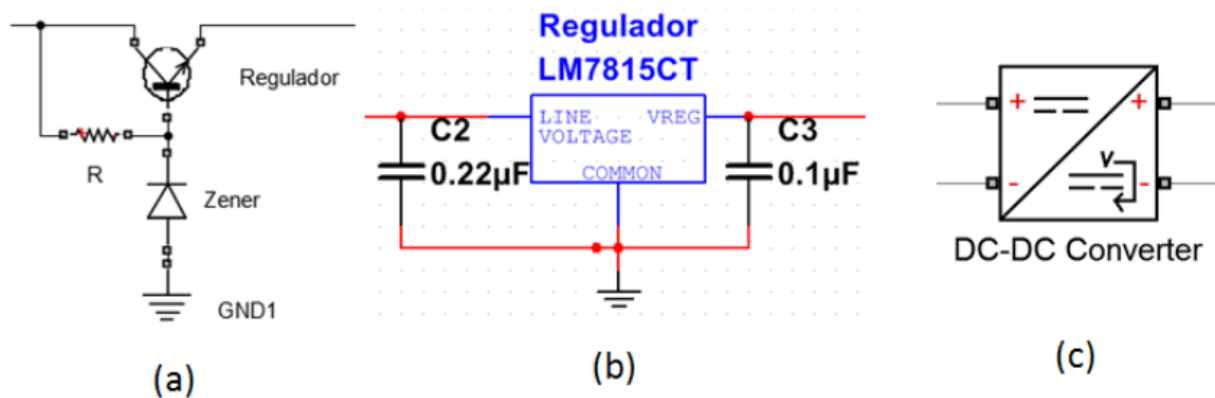 Regulador
R
Zener
GND1
(a)
Regulador
LM7815CT
LINE VREG
VOLTAGE
COMMON
C2
0.22µF
C3
0.1µF
(b)
+ +
V
- -
DC-DC Converter
(c)